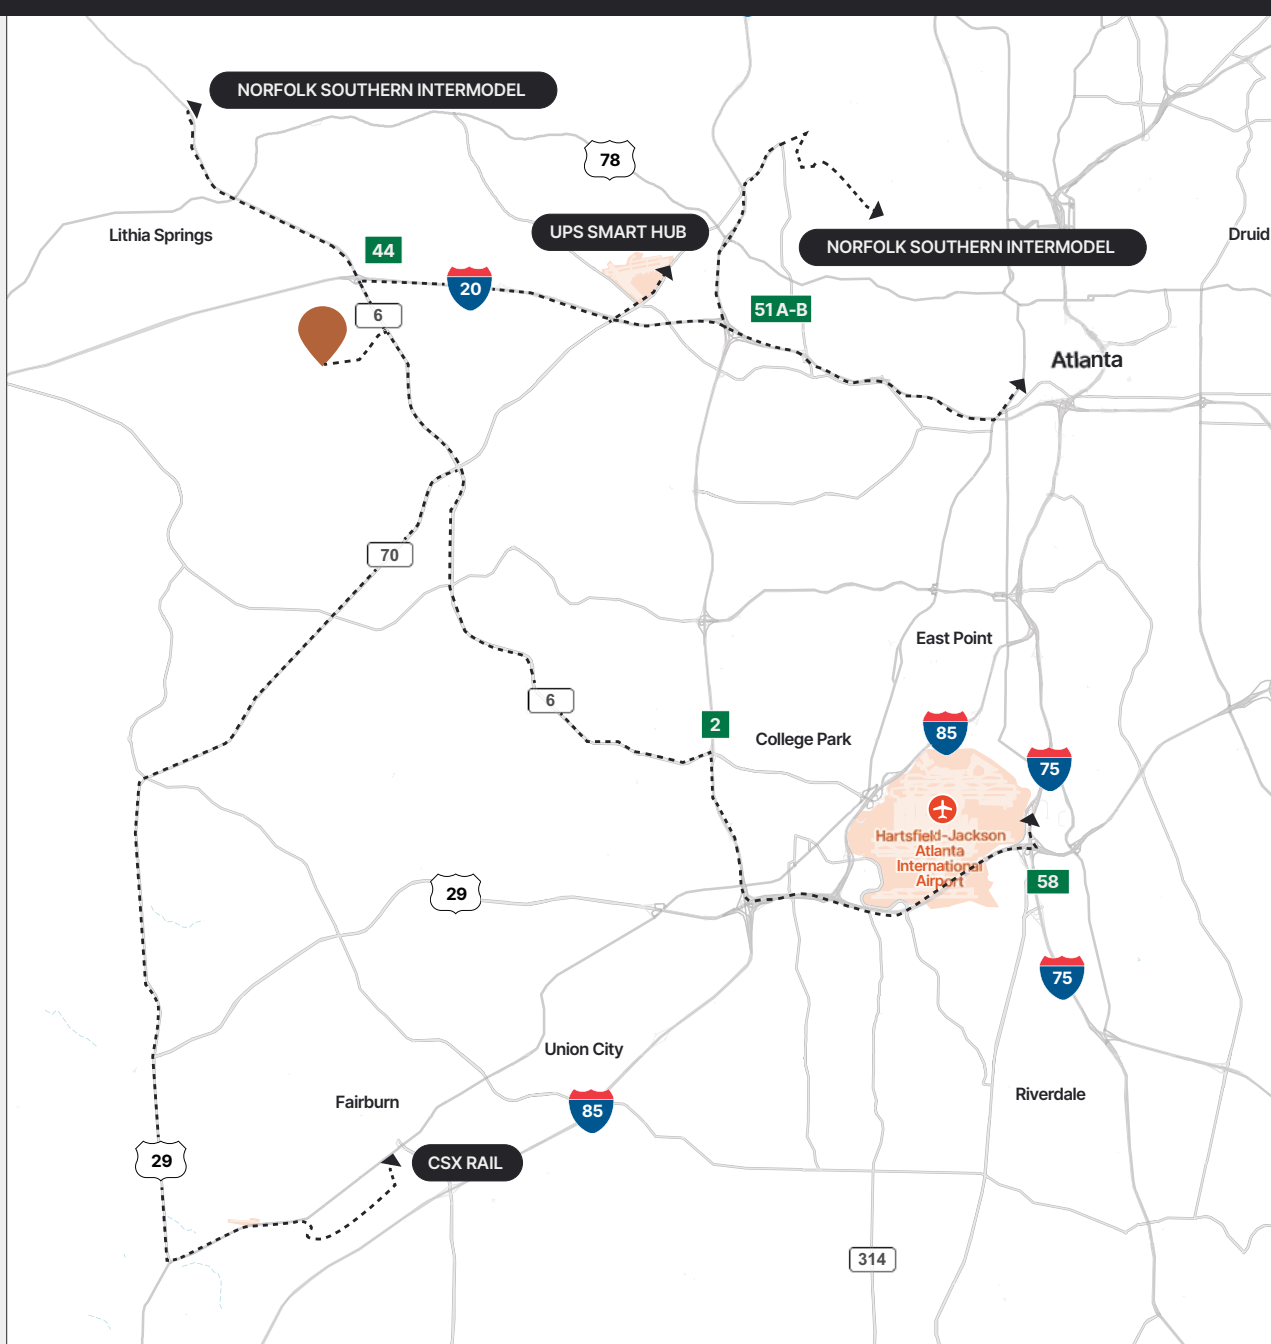 NORFOLK SOUTHERN INTERMODEL
78
UPS SMART HUB
Lithia Springs
Druid
44
NORFOLK SOUTHERN INTERMODEL
20
6
51 A-B
Atlanta
70
East Point
6
2
College Park
85
75
Hartsfield-Jackson
Atlanta
International
Airport
29
58
75
Union City
Riverdale
Fairburn
85
29
CSX RAIL
314